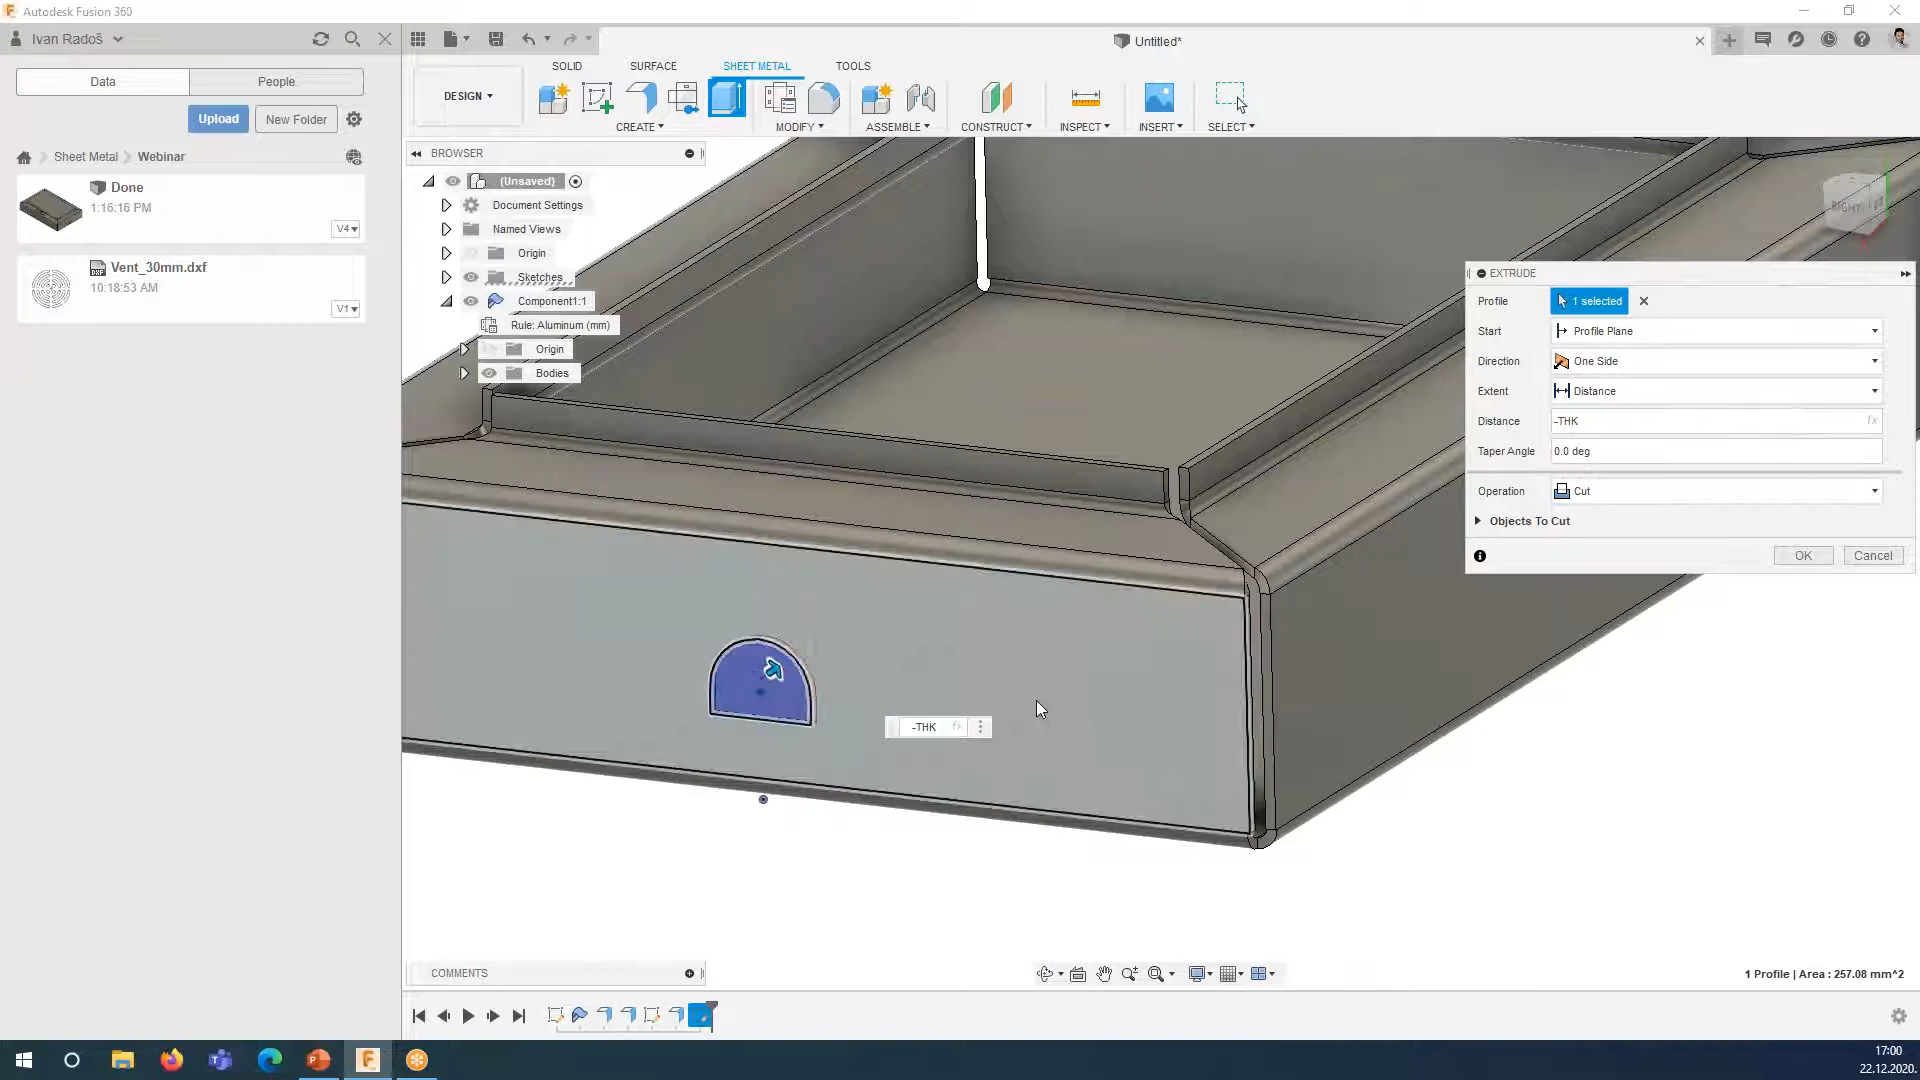 Autodesk Fusion 360
Ivan Radoš
Untitled*
Data
People
Upload
New Folder
Sheet Metal
Webinar
Done
1:16:16 PM
V4
Vent_30mm.dxf
10:18:53 AM
V1
DESIGN
SOLID
SURFACE
SHEET METAL
TOOLS
CREATE
MODIFY
ASSEMBLE
CONSTRUCT
INSPECT
INSERT
SELECT
BROWSER
(Unsaved)
Document Settings
Named Views
Origin
Sketches
Component1:1
Rule: Aluminum (mm)
Origin
Bodies
RIGHT
EXTRUDE
Profile
1 selected
Start
Profile Plane
Direction
One Side
Extent
Distance
Distance
-THK
fx
Taper Angle
0.0 deg
Operation
Cut
Objects To Cut
OK
Cancel
-THK
fx
COMMENTS
1 Profile | Area : 257.08 mm^2
17:00
22.12.2020.